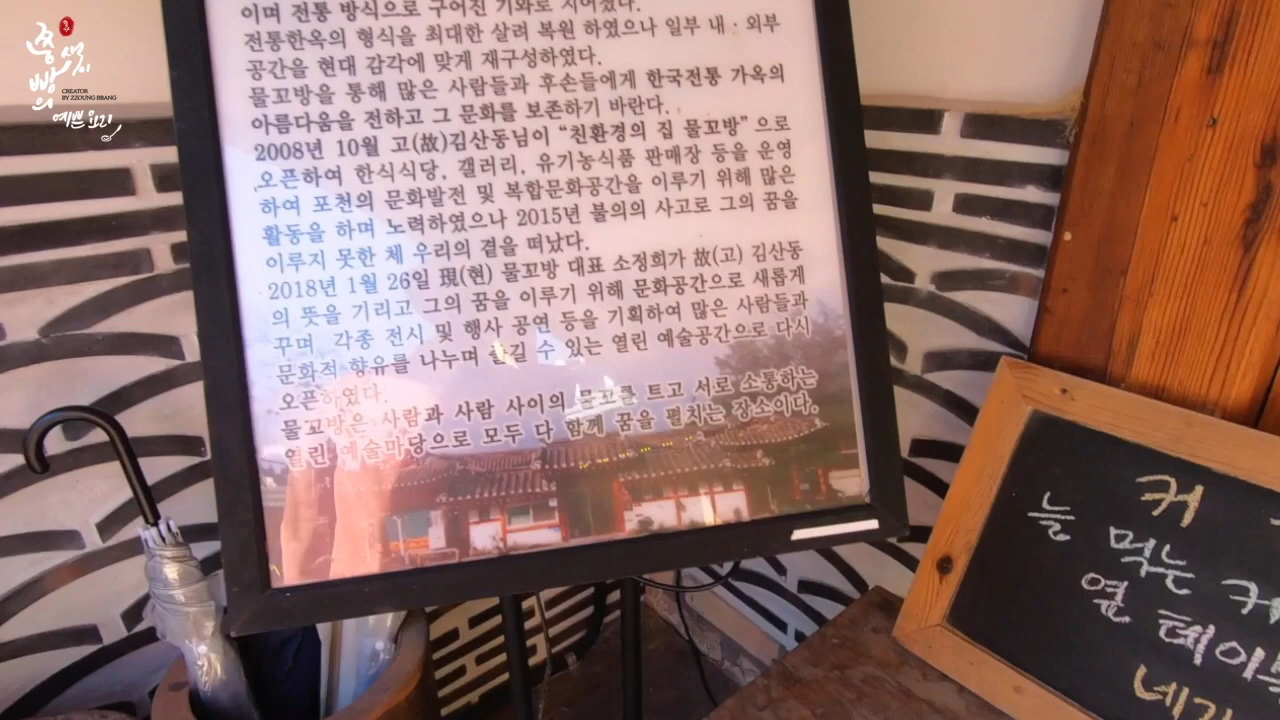 쭝
색시
빵
의
CREATOR
BY ZZOUNG BBANG
예쁜 요리
이며 전통 방식으로 구어진 기와로 지어졌다.
전통한옥의 형식을 최대한 살려 복원 하였으나 일부 내·외부
공간을 현대 감각에 맞게 재구성하였다.
물꼬방을 통해 많은 사람들과 후손들에게 한국전통 가옥의
아름다움을 전하고 그 문화를 보존하기 바란다.
2008년 10월 고(故)김산동님이 “친환경의 집 물꼬방”으로
오픈하여 한식식당, 갤러리, 유기농식품 판매장 등을 운영
하여 포천의 문화발전 및 복합문화공간을 이루기 위해 많은
활동을 하며 노력하였으나 2015년 불의의 사고로 그의 꿈을
이루지 못한 체 우리의 곁을 떠났다.
2018년 1월 26일 現(현) 물꼬방 대표 소정희가 故(고) 김산동
의 뜻을 기리고 그의 꿈을 이루기 위해 문화공간으로 새롭게
꾸며, 각종 전시 및 행사 공연 등을 기획하여 많은 사람들과
문화적 향유를 나누며 즐길 수 있는 열린 예술공간으로 다시
오픈하였다.
물꼬방은 사람과 사람 사이의 물꼬를 트고 서로 소통하는
열린 예술마당으로 모두 다 함께 꿈을 펼치는 장소이다.
커
늘 먹는 커
옆 테이블
네가